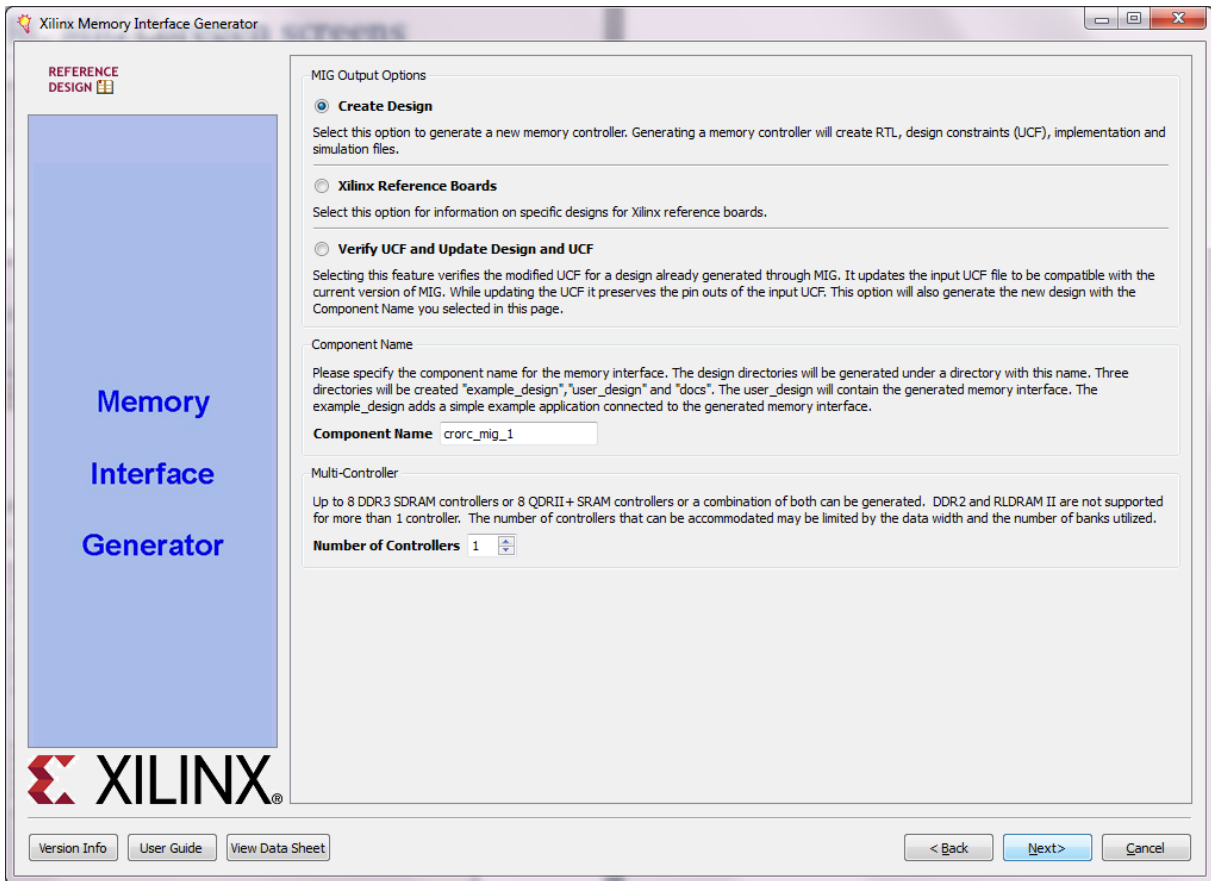 Xilinx Memory Interface Generator
REFERENCE
DESIGN
Memory
Interface
Generator
XILINX®
MIG Output Options
Create Design
Select this option to generate a new memory controller. Generating a memory controller will create RTL, design constraints (UCF), implementation and
simulation files.
Xilinx Reference Boards
Select this option for information on specific designs for Xilinx reference boards.
Verify UCF and Update Design and UCF
Selecting this feature verifies the modified UCF for a design already generated through MIG. It updates the input UCF file to be compatible with the
current version of MIG. While updating the UCF it preserves the pin outs of the input UCF. This option will also generate the new design with the
Component Name you selected in this page.
Component Name
Please specify the component name for the memory interface. The design directories will be generated under a directory with this name. Three
directories will be created "example_design","user_design" and "docs". The user_design will contain the generated memory interface. The
example_design adds a simple example application connected to the generated memory interface.
Component Name crorc_mig_1
Multi-Controller
Up to 8 DDR3 SDRAM controllers or 8 QDRII+ SRAM controllers or a combination of both can be generated. DDR2 and RLDRAM II are not supported
for more than 1 controller. The number of controllers that can be accommodated may be limited by the data width and the number of banks utilized.
Number of Controllers 1
Version Info User Guide View Data Sheet < Back Next> Cancel